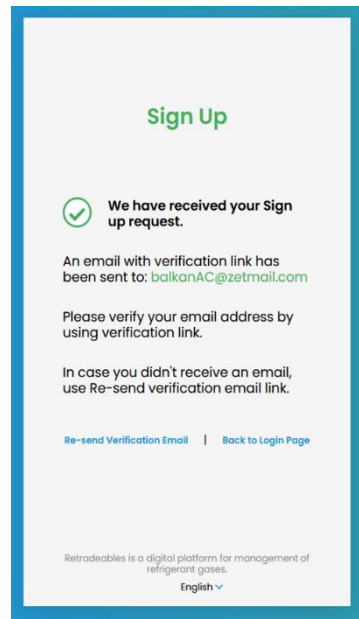 Sign Up
We have received your Sign
up request.
An email with verification link has
been sent to: balkanAC@zetmail.com
Please verify your email address by
using verification link.
In case you didn't receive an email,
use Re-send verification email link.
Re-send Verification Email | Back to Login Page
Retradeables is a digital platform for management of
refrigerant gases.
English